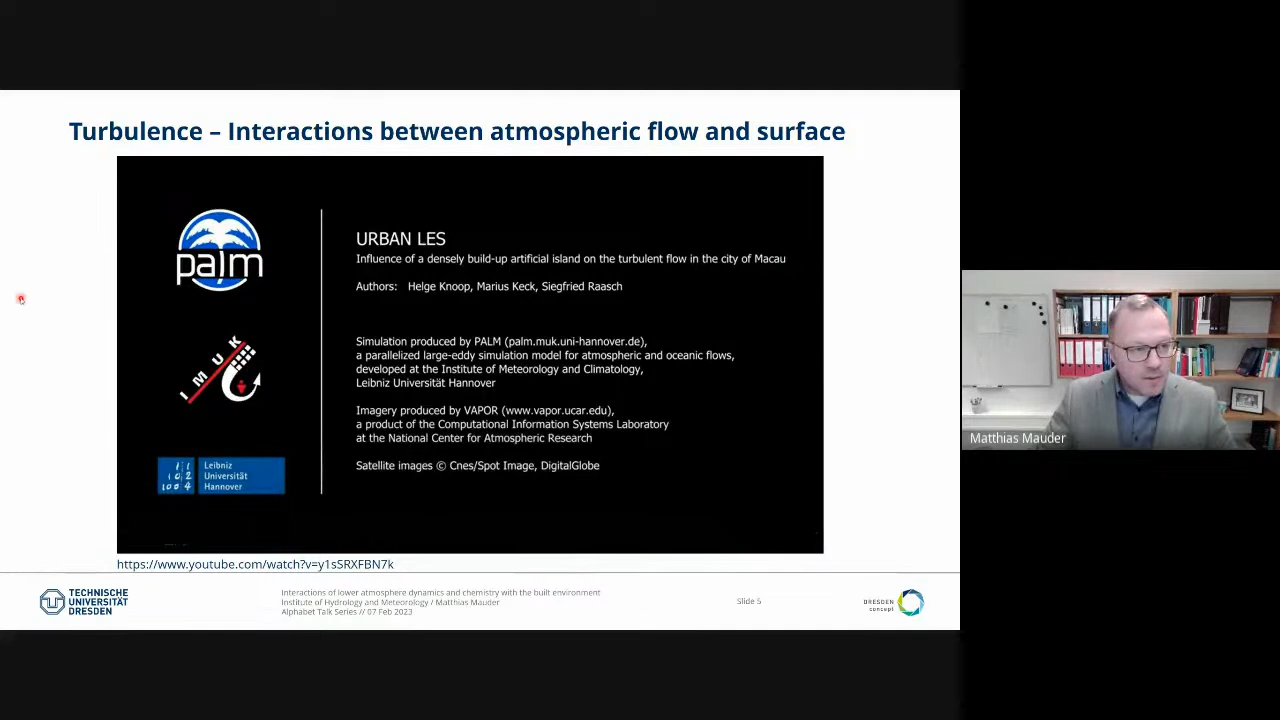 Turbulence – Interactions between atmospheric flow and surface
palm
URBAN LES
Influence of a densely build-up artificial island on the turbulent flow in the city of Macau
Authors: Helge Knoop, Marius Keck, Siegfried Raasch
IMUK
Simulation produced by PALM (palm.muk.uni-hannover.de),
a parallelized large-eddy simulation model for atmospheric and oceanic flows,
developed at the Institute of Meteorology and Climatology,
Leibniz Universität Hannover
Imagery produced by VAPOR (www.vapor.ucar.edu),
a product of the Computational Information Systems Laboratory
at the National Center for Atmospheric Research
Satellite images © Cnes/Spot Image, DigitalGlobe
Leibniz
Universität
Hannover
https://www.youtube.com/watch?v=y1sSRXFBN7k
TECHNISCHE
UNIVERSITÄT
DRESDEN
Interactions of lower atmosphere dynamics and chemistry with the built environment
Institute of Hydrology and Meteorology / Matthias Mauder
Alphabet Talk Series // 07 Feb 2023
Slide 5
DRESDEN
concept
Matthias Mauder